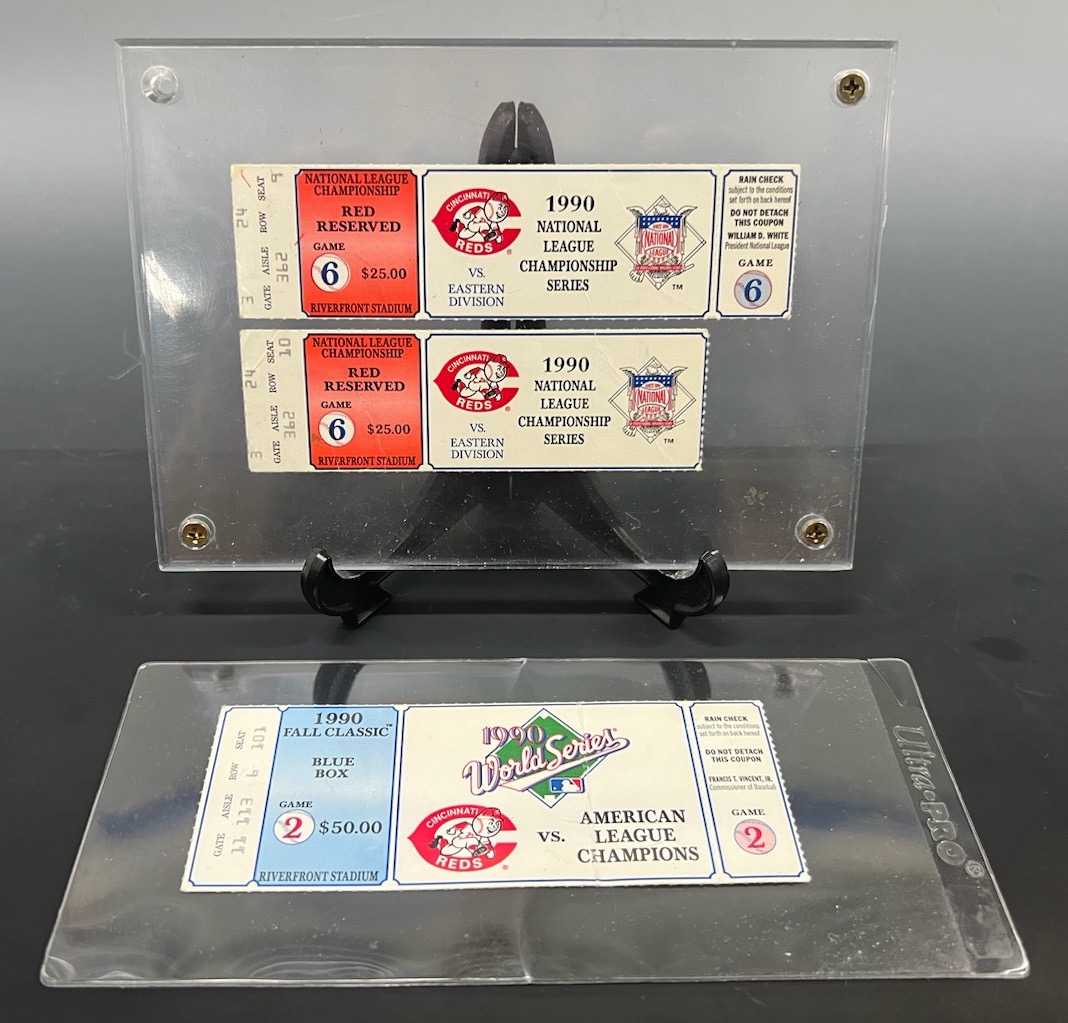 GATE AISLE ROW SEAT
3 362 24 9
NATIONAL LEAGUE
CHAMPIONSHIP
RED
RESERVED
GAME
6 $25.00
RIVERFRONT STADIUM
CINCINNATI
REDS
VS.
EASTERN
DIVISION
1990
NATIONAL
LEAGUE
CHAMPIONSHIP
SERIES
NATIONAL
LEAGUE
TM
RAIN CHECK
subject to the conditions
set forth on back hereof
DO NOT DETACH
THIS COUPON
WILLIAM D. WHITE
President National League
GAME
6
GATE AISLE ROW SEAT
3 362 24 10
NATIONAL LEAGUE
CHAMPIONSHIP
RED
RESERVED
GAME
6 $25.00
RIVERFRONT STADIUM
CINCINNATI
REDS
VS.
EASTERN
DIVISION
1990
NATIONAL
LEAGUE
CHAMPIONSHIP
SERIES
NATIONAL
LEAGUE
TM
GATE AISLE ROW SEAT
11 113 6 101
1990
FALL CLASSIC™
BLUE
BOX
GAME
2 $50.00
RIVERFRONT STADIUM
1990
World Series
CINCINNATI
REDS
VS.
AMERICAN
LEAGUE
CHAMPIONS
RAIN CHECK
subject to the conditions
set forth on back hereof
DO NOT DETACH
THIS COUPON
FRANCIS T. VINCENT, JR.
Commissioner of Baseball
GAME
2
Ultra•PRO®